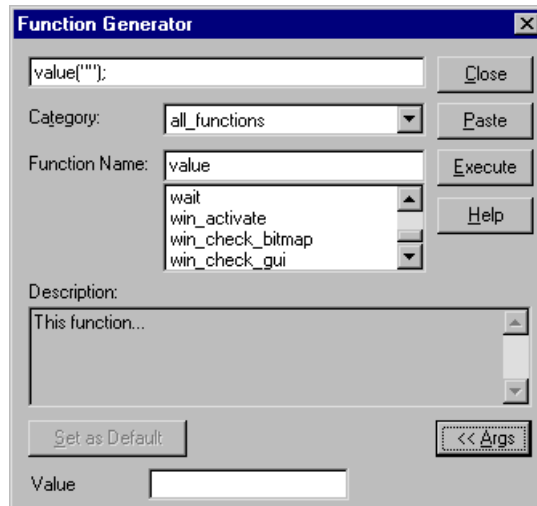 Function Generator
value("");
Close
Category:
all_functions
Paste
Function Name:
value
Execute
wait
win_activate
win_check_bitmap
win_check_gui
Help
Description:
This function...
Set as Default
<< Args
Value